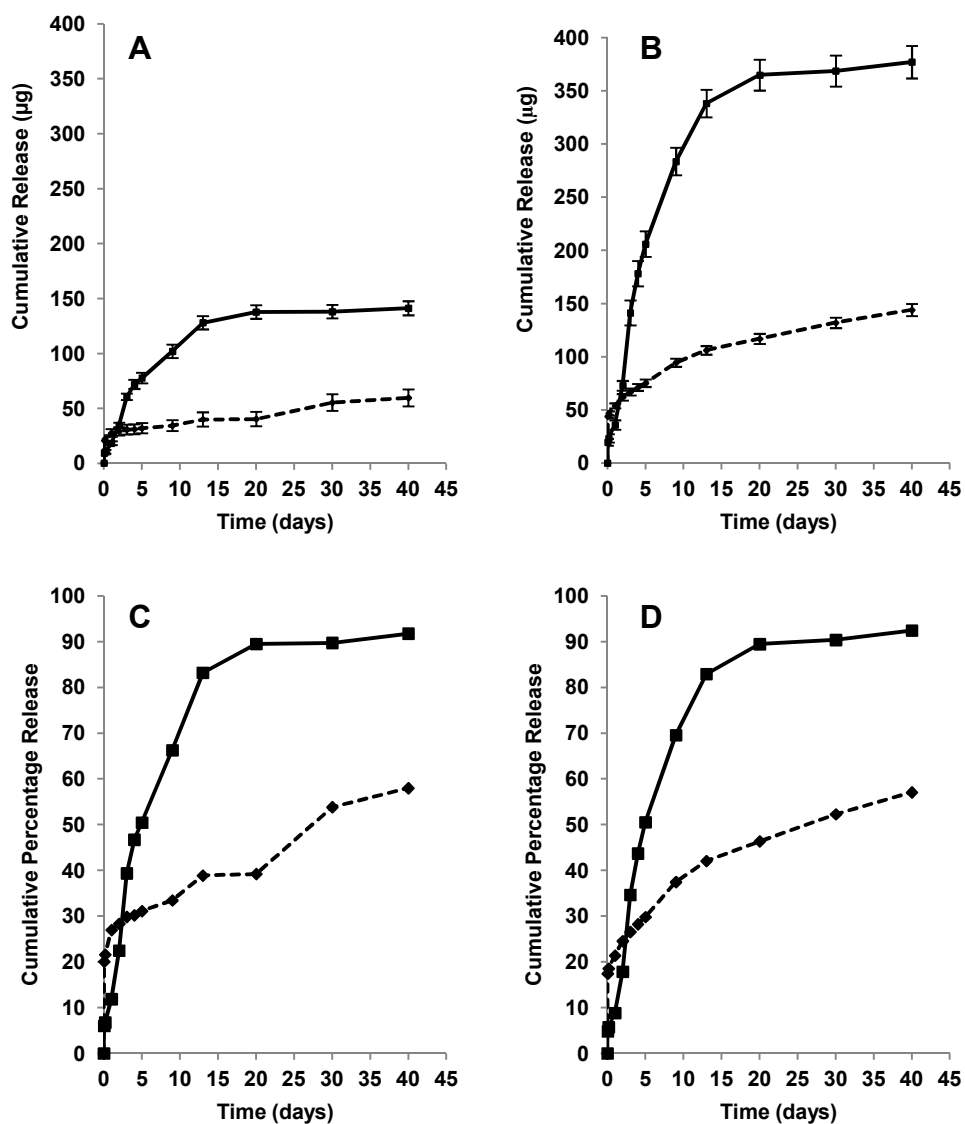 A
Cumulative Release (µg)
400
350
300
250
200
150
100
50
0
0 5 10 15 20 25 30 35 40 45
Time (days)
B
Cumulative Release (µg)
400
350
300
250
200
150
100
50
0
0 5 10 15 20 25 30 35 40 45
Time (days)
C
Cumulative Percentage Release
100
90
80
70
60
50
40
30
20
10
0
0 5 10 15 20 25 30 35 40 45
Time (days)
D
Cumulative Percentage Release
100
90
80
70
60
50
40
30
20
10
0
0 5 10 15 20 25 30 35 40 45
Time (days)